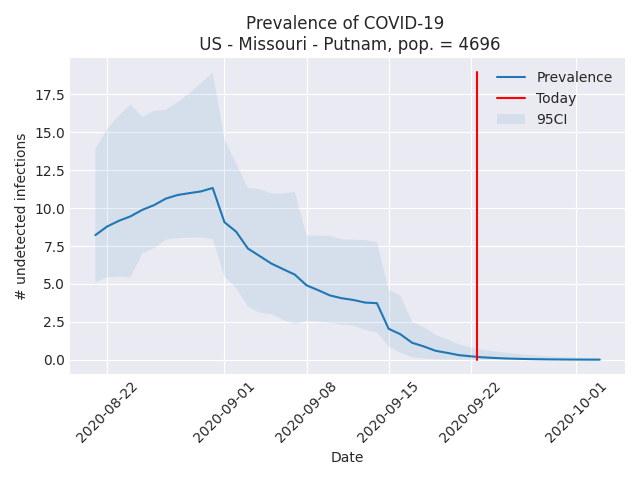 Prevalence of COVID-19
US - Missouri - Putnam, pop. = 4696
Prevalence
Today
95CI
# undetected infections
17.5
15.0
12.5
10.0
7.5
5.0
2.5
0.0
2020-08-22
2020-09-01
2020-09-08
2020-09-15
2020-09-22
2020-10-01
Date